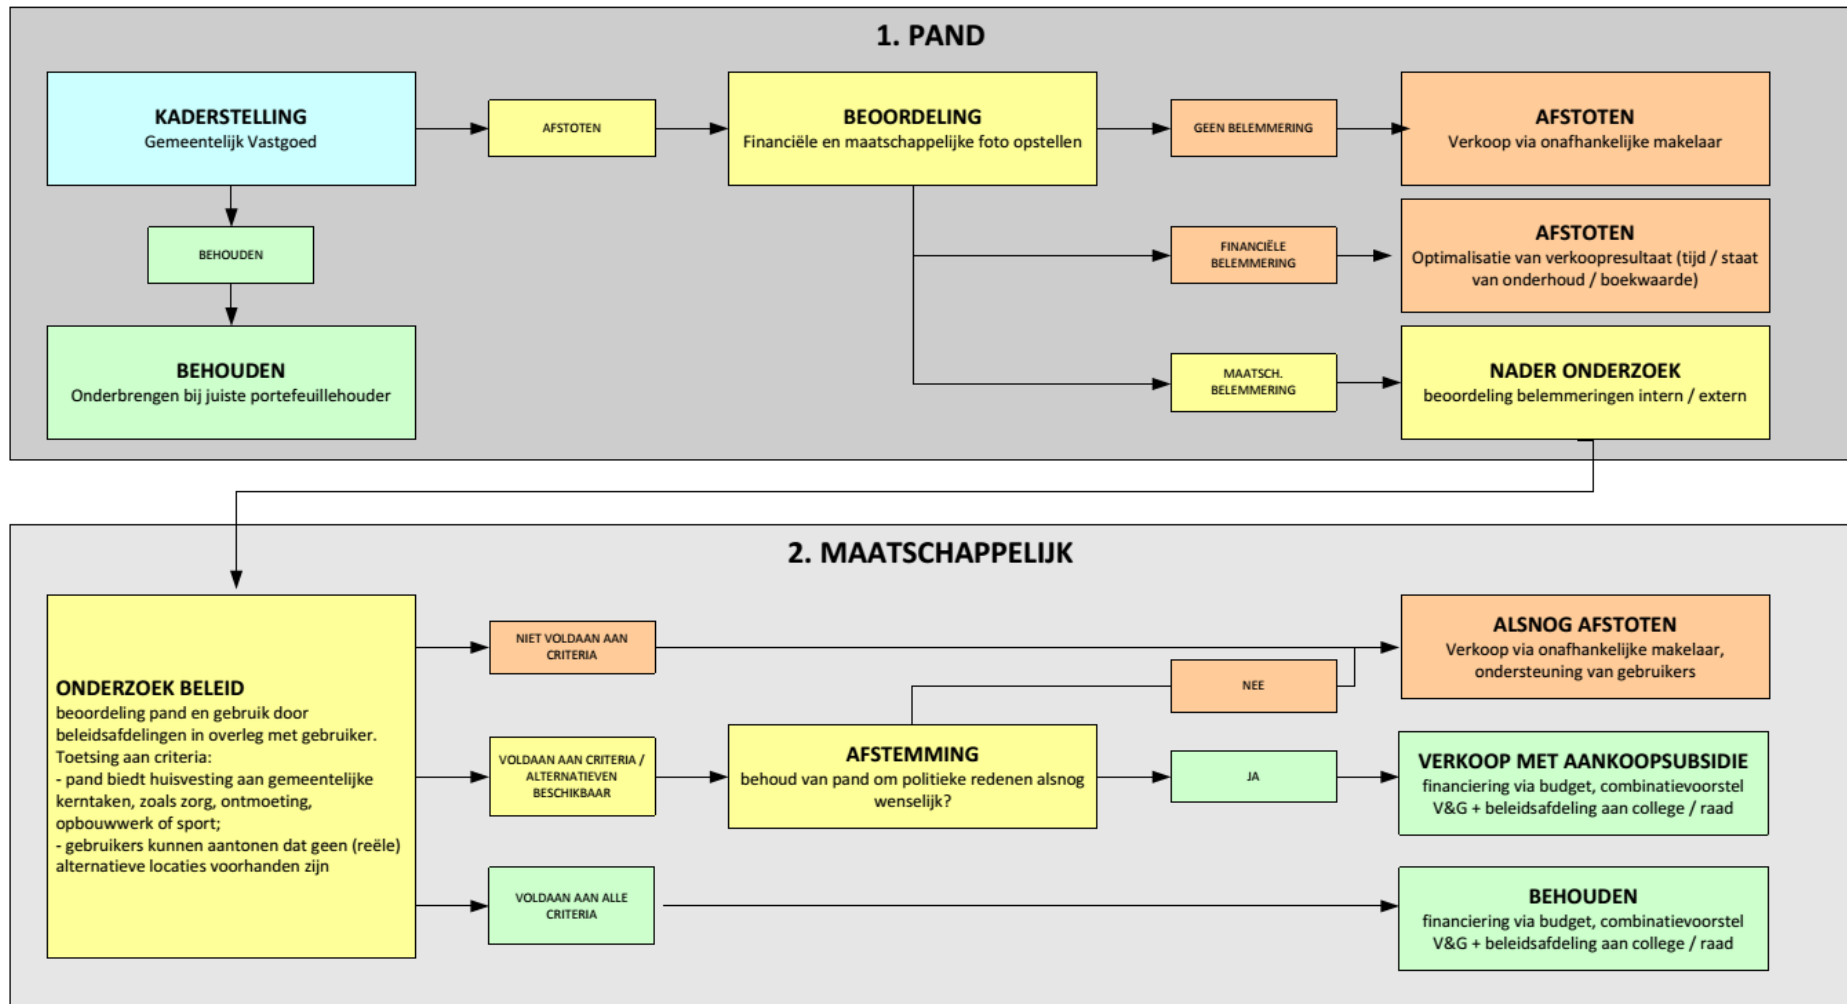 1. PAND
KADERSTELLING
Gemeentelijk Vastgoed
AFSTOTEN
BEOORDELING
Financiële en maatschappelijke foto opstellen
GEEN BELEMMERING
AFSTOTEN
Verkoop via onafhankelijke makelaar
BEHOUDEN
FINANCIËLE
BELEMMERING
AFSTOTEN
Optimalisatie van verkoopresultaat (tijd / staat
van onderhoud / boekwaarde)
BEHOUDEN
Onderbrengen bij juiste portefeuillehouder
MAATSCH.
BELEMMERING
NADER ONDERZOEK
beoordeling belemmeringen intern / extern
2. MAATSCHAPPELIJK
ONDERZOEK BELEID
beoordeling pand en gebruik door
beleidsafdelingen in overleg met gebruiker.
Toetsing aan criteria:
- pand biedt huisvesting aan gemeentelijke
kerntaken, zoals zorg, ontmoeting,
opbouwwerk of sport;
- gebruikers kunnen aantonen dat geen (reële)
alternatieve locaties voorhanden zijn
NIET VOLDAAN AAN
CRITERIA
ALSNOG AFSTOTEN
Verkoop via onafhankelijke makelaar,
ondersteuning van gebruikers
NEE
VOLDAAN AAN CRITERIA /
ALTERNATIEVEN
BESCHIKBAAR
AFSTEMMING
behoud van pand om politieke redenen alsnog
wenselijk?
JA
VERKOOP MET AANKOOPSUBSIDIE
financiering via budget, combinatievoorstel
V&G + beleidsafdeling aan college / raad
VOLDAAN AAN ALLE
CRITERIA
BEHOUDEN
financiering via budget, combinatievoorstel
V&G + beleidsafdeling aan college / raad